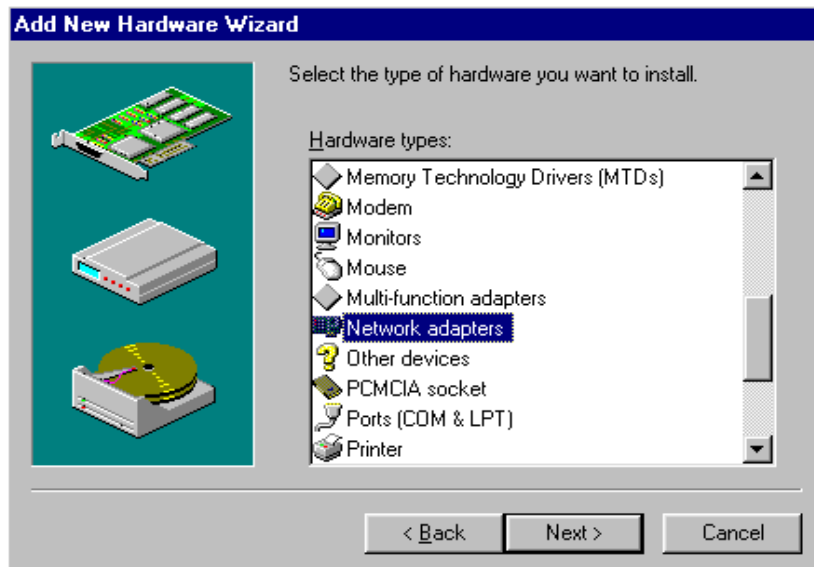 Add New Hardware Wizard
Select the type of hardware you want to install.
Hardware types:
Memory Technology Drivers (MTDs)
Modem
Monitors
Mouse
Multi-function adapters
Network adapters
Other devices
PCMCIA socket
Ports (COM & LPT)
Printer
< Back Next > Cancel